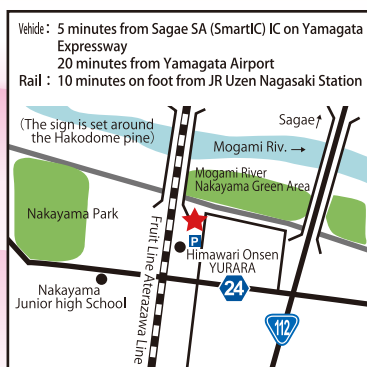 Vehicle: 5 minutes from Sagae SA (SmartIC) IC on Yamagata
Expressway
20 minutes from Yamagata Airport
Rail: 10 minutes on foot from JR Uzen Nagasaki Station
Sagae
(The sign is set around
the Hakodome pine)
Mogami Riv. →
Mogami River
Nakayama Green Area
Nakayama Park
P
Himawari Onsen
YURARA
Fruit Line Aterazawa Line
Nakayama
Junior high School
24
112